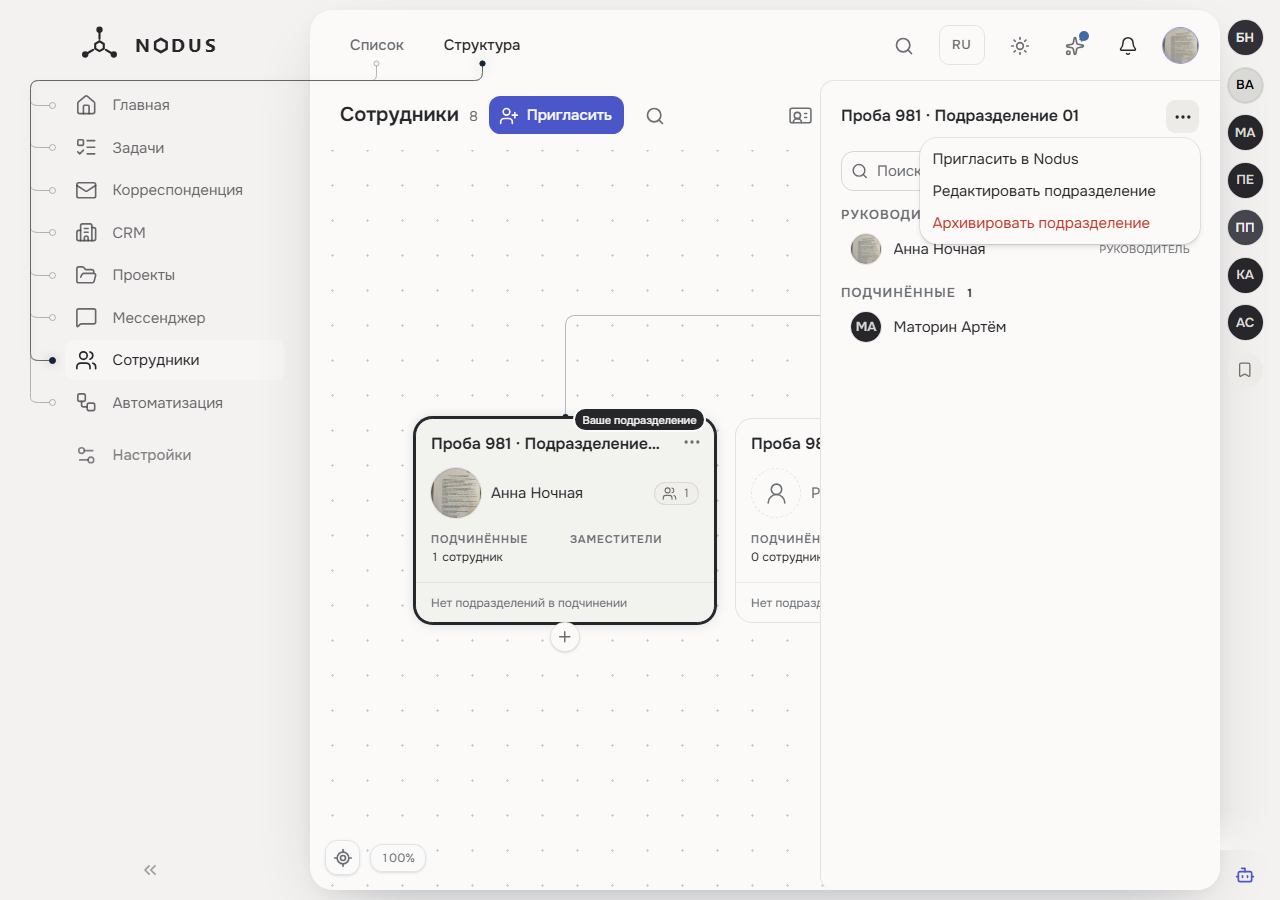 NODUS
Список
Структура
RU
Главная
Задачи
Корреспонденция
CRM
Проекты
Мессенджер
Сотрудники
Автоматизация
Настройки
Сотрудники 8
Пригласить
Проба 981 · Подразделение 01
Поиск
Пригласить в Nodus
Редактировать подразделение
Архивировать подразделение
РУКОВОДИ
Анна Ночная
РУКОВОДИТЕЛЬ
ПОДЧИНЁННЫЕ 1
МА Маторин Артём
Ваше подразделение
Проба 981 · Подразделение...
Анна Ночная
1
ПОДЧИНЁННЫЕ
ЗАМЕСТИТЕЛИ
1 сотрудник
Нет подразделений в подчинении
Проба 98
Р
ПОДЧИНЁН
0 сотрудник
Нет подразд
100%
БН
ВА
МА
ПЕ
ПП
КА
АС